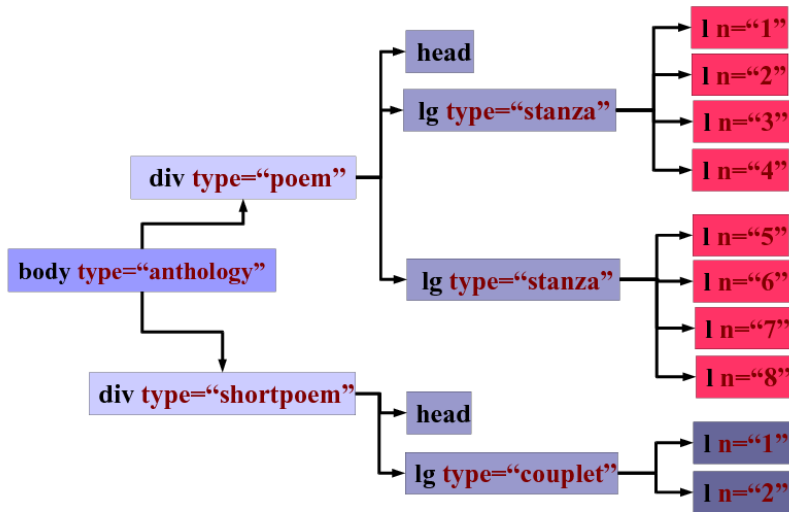 l n=“1”
head
l n=“2”
lg type=“stanza”
l n=“3”
l n=“4”
div type=“poem”
l n=“5”
body type=“anthology”
lg type=“stanza”
l n=“6”
l n=“7”
l n=“8”
div type=“shortpoem”
head
l n=“1”
lg type=“couplet”
l n=“2”